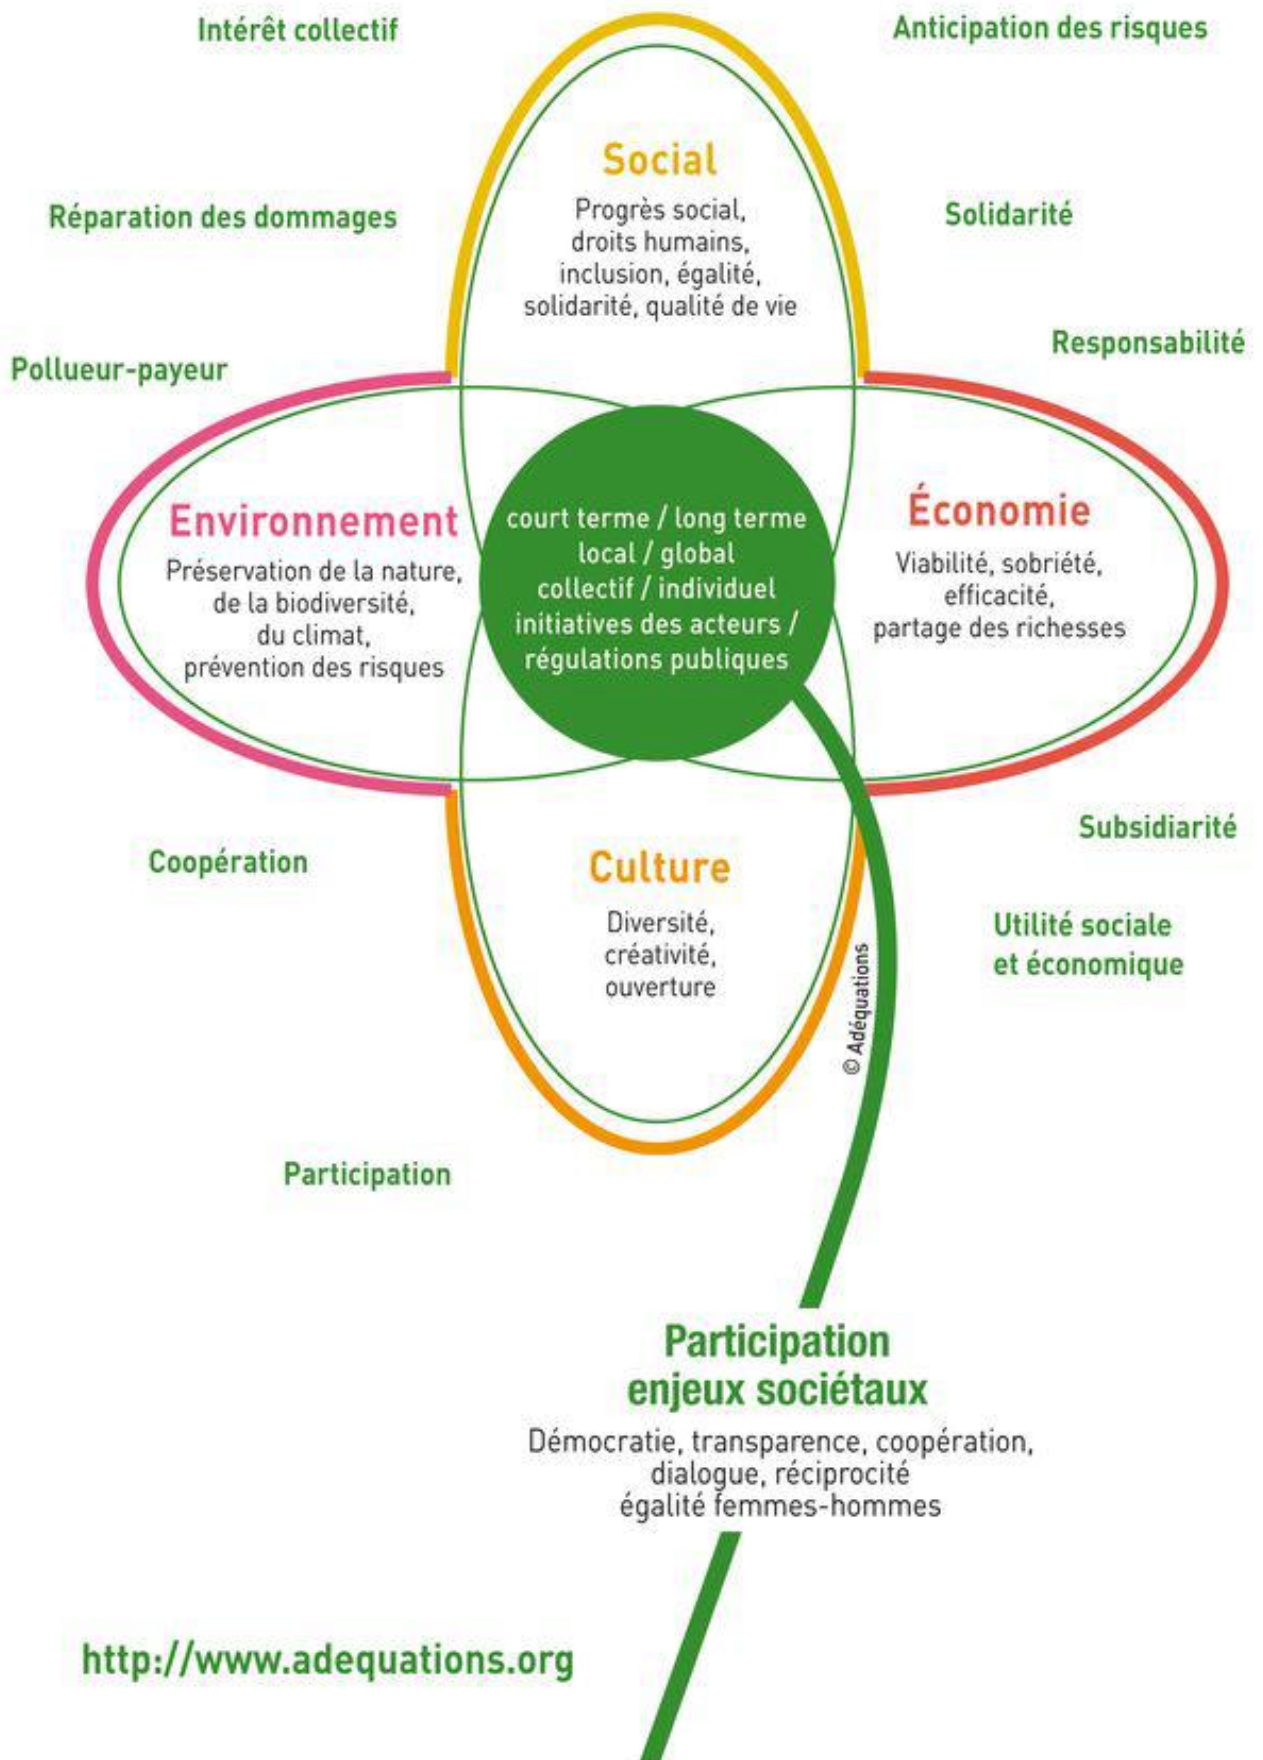 Intérêt collectif
Anticipation des risques
Social
Progrès social,
droits humains,
inclusion, égalité,
solidarité, qualité de vie
Réparation des dommages
Solidarité
Responsabilité
Pollueur-payeur
Environnement
Préservation de la nature,
de la biodiversité,
du climat,
prévention des risques
court terme / long terme
local / global
collectif / individuel
initiatives des acteurs /
régulations publiques
Économie
Viabilité, sobriété,
efficacité,
partage des richesses
Subsidiarité
Coopération
Culture
Diversité,
créativité,
ouverture
Utilité sociale
et économique
© Adéquations
Participation
Participation
enjeux sociétaux
Démocratie, transparence, coopération,
dialogue, réciprocité
égalité femmes-hommes
http://www.adequations.org